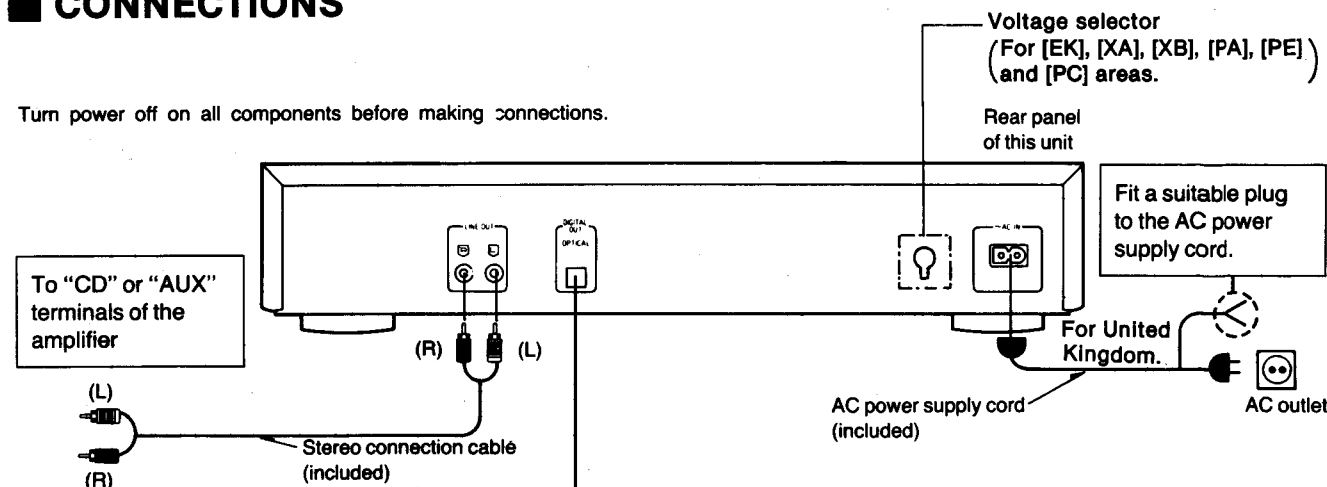 CONNECTIONS
Turn power off on all components before making connections.
Voltage selector
(For [EK], [XA], [XB], [PA], [PE]
and [PC] areas.)
Rear panel
of this unit
Fit a suitable plug
to the AC power
supply cord.
LINE OUT
R L
DIGITAL
OUT
OPTICAL
AC IN
To “CD” or “AUX”
terminals of the
amplifier
(R) (L)
For United
Kingdom.
AC power supply cord
(included)
AC outlet
(L)
(R)
Stereo connection cable
(included)